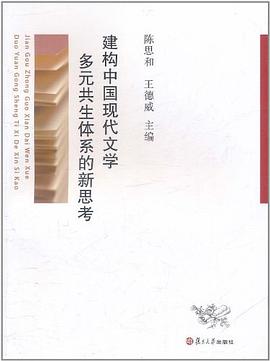 陈思和 王德威 主编
建构中国现代文学
多元共生体系的新思考
Jian Gou Zhong Guo Xian Dai Wen Xue
Duo Yuan Gong Sheng Ti Xi De Xin Si Kao
复旦大学出版社